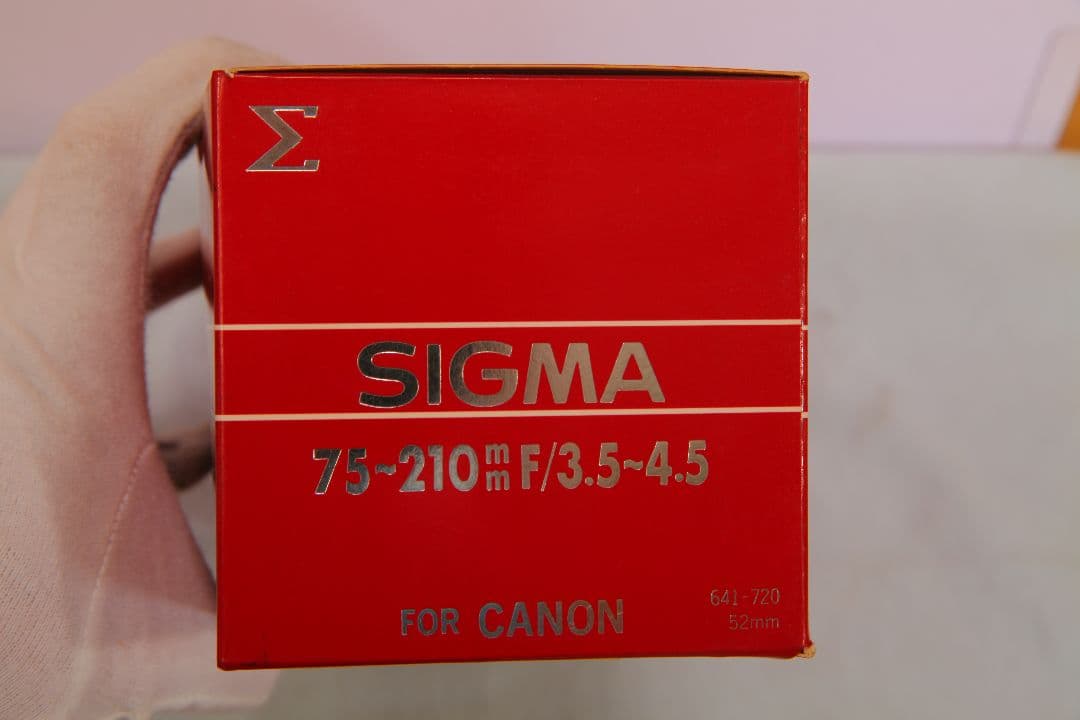 Σ
SIGMA
75~210mm F/3.5~4.5
641-720
FOR CANON
52mm